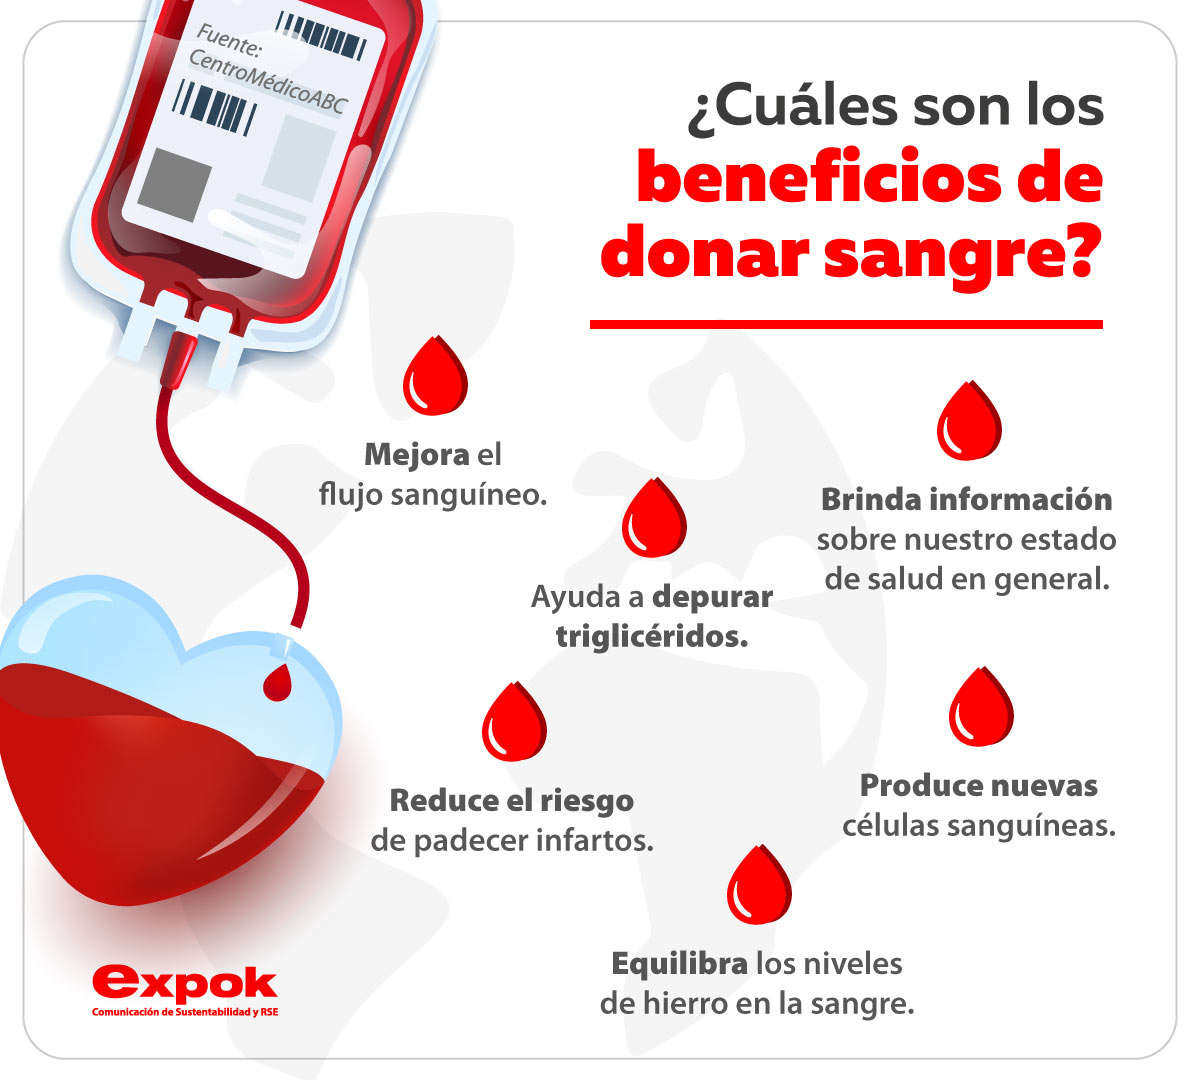 Fuente:
CentroMédicoABC
¿Cuáles son los
beneficios de
donar sangre?
Mejora el
flujo sanguíneo.
Brinda información
sobre nuestro estado
de salud en general.
Ayuda a depurar
triglicéridos.
Reduce el riesgo
de padecer infartos.
Produce nuevas
células sanguíneas.
Equilibra los niveles
de hierro en la sangre.
expok
Comunicación de Sustentabilidad y RSE